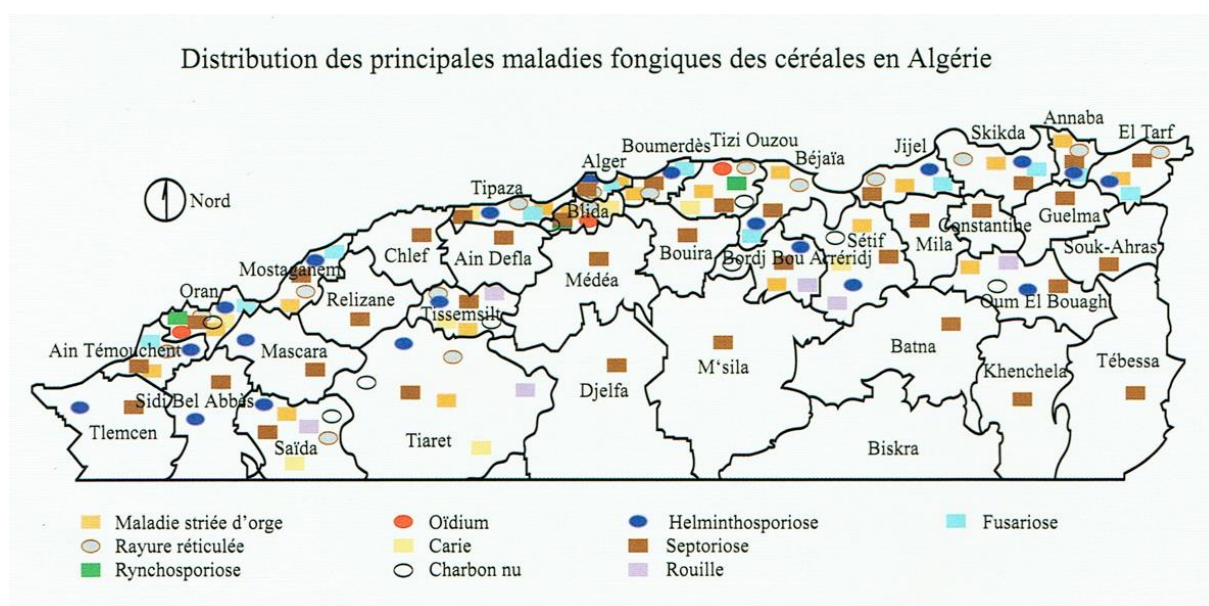 Distribution des principales maladies fongiques des céréales en Algérie
Nord
Annaba
El Tarf
Skikda
Jijel
Tizi Ouzou
Boumerdès
Béjaïa
Alger
Tipaza
Blida
Guelma
Constantine
Mila
Sétif
Souk-Ahras
Chlef
Ain Defla
Médéa
Bouira
Bordj Bou Arréridj
Mostaganem
Oran
Relizane
Tissemsilt
Oum El Bouaghi
Ain Témouchent
Mascara
Batna
Tébessa
M'sila
Khenchela
Djelfa
Sidi Bel Abbès
Tlemcen
Saïda
Tiaret
Biskra
Maladie striée d'orge
Oïdium
Helminthosporiose
Fusariose
Rayure réticulée
Carie
Septoriose
Rynchosporiose
Charbon nu
Rouille